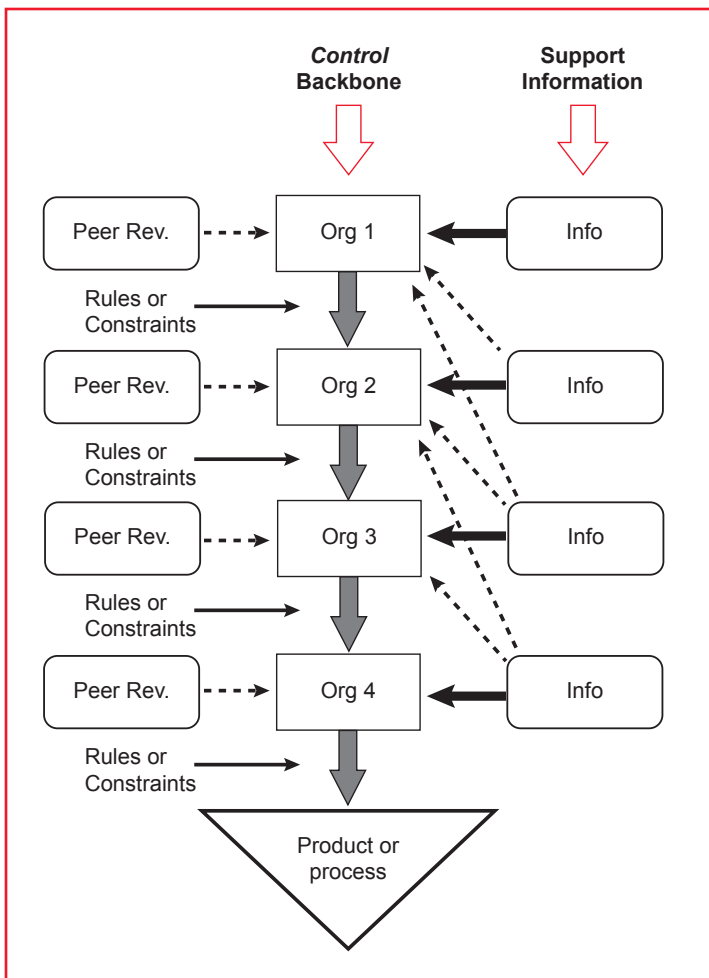 Control
Backbone
Support
Information
Peer Rev.
Org 1
Info
Rules or
Constraints
Peer Rev.
Org 2
Info
Rules or
Constraints
Peer Rev.
Org 3
Info
Rules or
Constraints
Peer Rev.
Org 4
Info
Rules or
Constraints
Product or
process